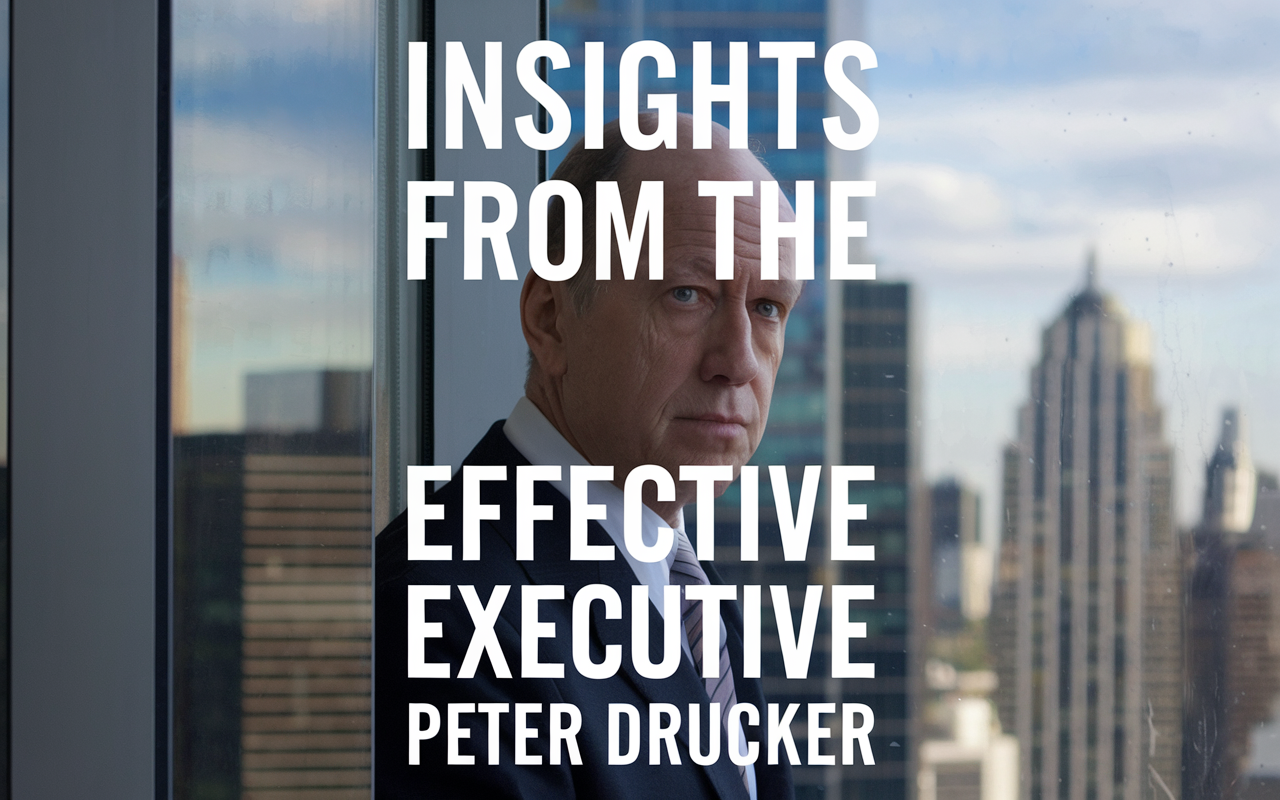 INSIGHTS
FROM THE
EFFECTIVE
EXECUTIVE
PETER DRUCKER